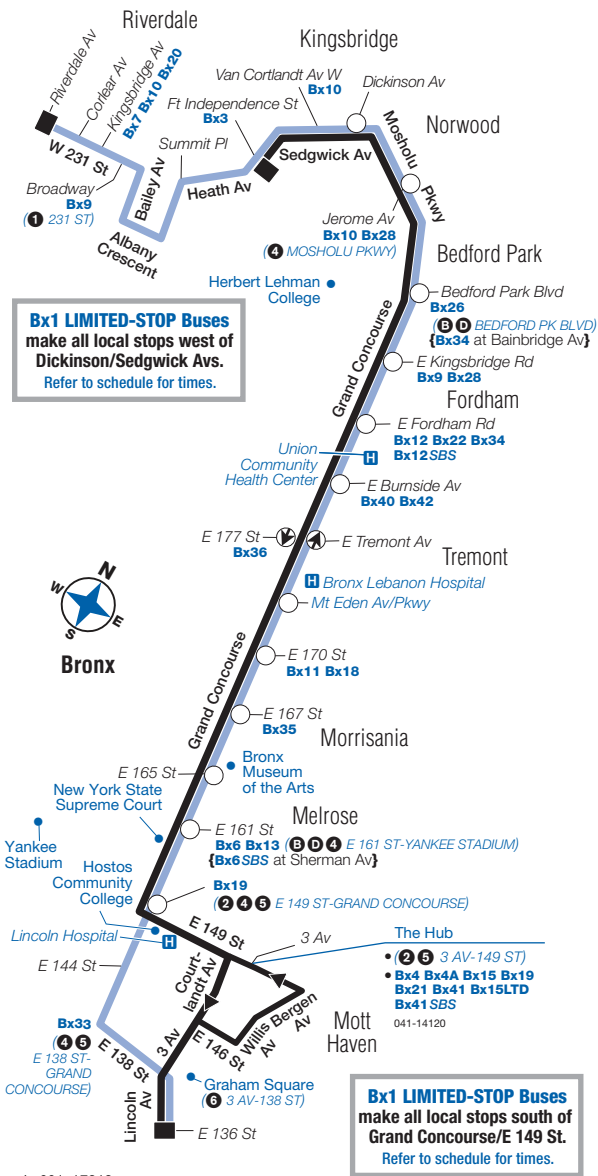 Riverdale
Riverdale Av
Corlear Av
Kingsbridge Av
Bx7 Bx10 Bx20
W 231 St
Broadway
Bx9
(1 231 ST)
Bailey Av
Albany
Crescent
Summit Pl
Heath Av
Ft Independence St
Bx3
Kingsbridge
Van Cortlandt Av W
Bx10
Dickinson Av
Sedgwick Av
Mosholu
Pkwy
Norwood
Jerome Av
Bx10 Bx28
(4 MOSHOLU PKWY)
Bedford Park
Herbert Lehman
College
Bedford Park Blvd
Bx26
(B D BEDFORD PK BLVD)
{Bx34 at Bainbridge Av}
Bx1 LIMITED-STOP Buses
make all local stops west of
Dickinson/Sedgwick Avs.
Refer to schedule for times.
Grand Concourse
E Kingsbridge Rd
Bx9 Bx28
Fordham
E Fordham Rd
Bx12 Bx22 Bx34
Bx12SBS
Union
Community
Health Center
H
E Burnside Av
Bx40 Bx42
E 177 St
Bx36
E Tremont Av
Tremont
H Bronx Lebanon Hospital
Mt Eden Av/Pkwy
N
W
E
S
Bronx
E 170 St
Bx11 Bx18
Grand Concourse
E 167 St
Bx35
Morrisania
E 165 St
Bronx
Museum
of the Arts
New York State
Supreme Court
Melrose
E 161 St
Bx6 Bx13 (B D 4 E 161 ST-YANKEE STADIUM)
{Bx6SBS at Sherman Av}
Yankee
Stadium
Hostos
Community
College
Bx19
(2 4 5 E 149 ST-GRAND CONCOURSE)
Lincoln Hospital
H
E 149 St
3 Av
The Hub
• (2 5 3 AV-149 ST)
• Bx4 Bx4A Bx15 Bx19
Bx21 Bx41 Bx15LTD
Bx41SBS
041-14120
E 144 St
Court-
landt Av
Willis Bergen
Av Av
E 146 St
3 Av
Mott
Haven
Bx33
(4 5
E 138 ST-
GRAND
CONCOURSE)
E 138 St
Graham Square
(6 3 AV-138 ST)
Lincoln
Av
E 136 St
Bx1 LIMITED-STOP Buses
make all local stops south of
Grand Concourse/E 149 St.
Refer to schedule for times.